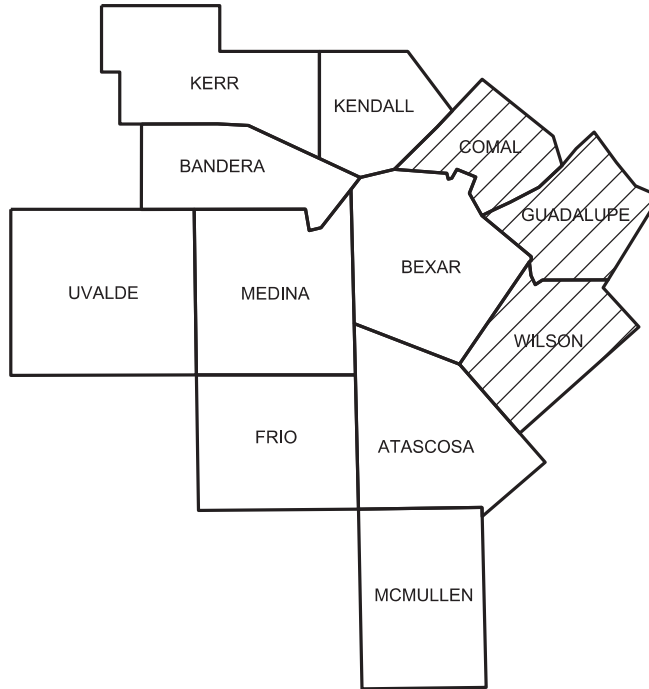 KERR
KENDALL
COMAL
BANDERA
GUADALUPE
BEXAR
UVALDE
MEDINA
WILSON
FRIO
ATASCOSA
MCMULLEN